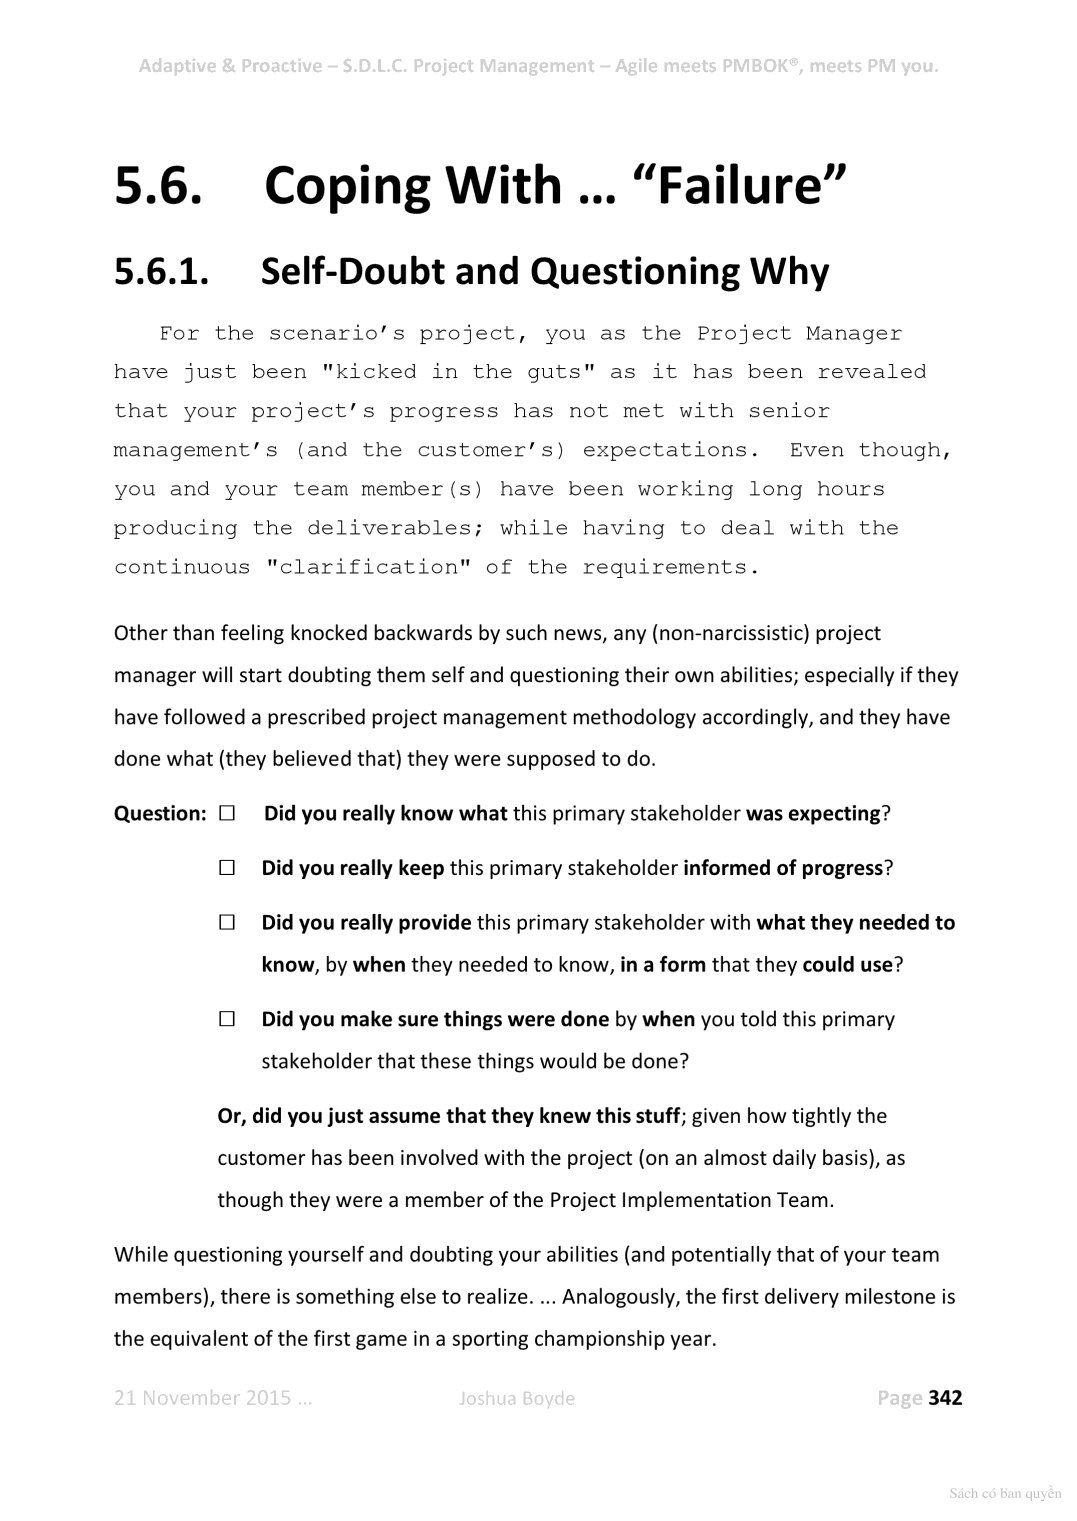 Adaptive & Proactive – S.D.L.C. Project Management – Agile meets PMBOK®, meets PM you.
5.6. Coping With … “Failure”
5.6.1. Self-Doubt and Questioning Why
For the scenario’s project, you as the Project Manager
have just been "kicked in the guts" as it has been revealed
that your project’s progress has not met with senior
management’s (and the customer’s) expectations.  Even though,
you and your team member(s) have been working long hours
producing the deliverables; while having to deal with the
continuous "clarification" of the requirements.
Other than feeling knocked backwards by such news, any (non-narcissistic) project
manager will start doubting them self and questioning their own abilities; especially if they
have followed a prescribed project management methodology accordingly, and they have
done what (they believed that) they were supposed to do.
Question: ☐ Did you really know what this primary stakeholder was expecting?
☐ Did you really keep this primary stakeholder informed of progress?
☐ Did you really provide this primary stakeholder with what they needed to
know, by when they needed to know, in a form that they could use?
☐ Did you make sure things were done by when you told this primary
stakeholder that these things would be done?
Or, did you just assume that they knew this stuff; given how tightly the
customer has been involved with the project (on an almost daily basis), as
though they were a member of the Project Implementation Team.
While questioning yourself and doubting your abilities (and potentially that of your team
members), there is something else to realize. ... Analogously, the first delivery milestone is
the equivalent of the first game in a sporting championship year.
21 November 2015 … Joshua Boyde Page 342
Sách có bản quyền